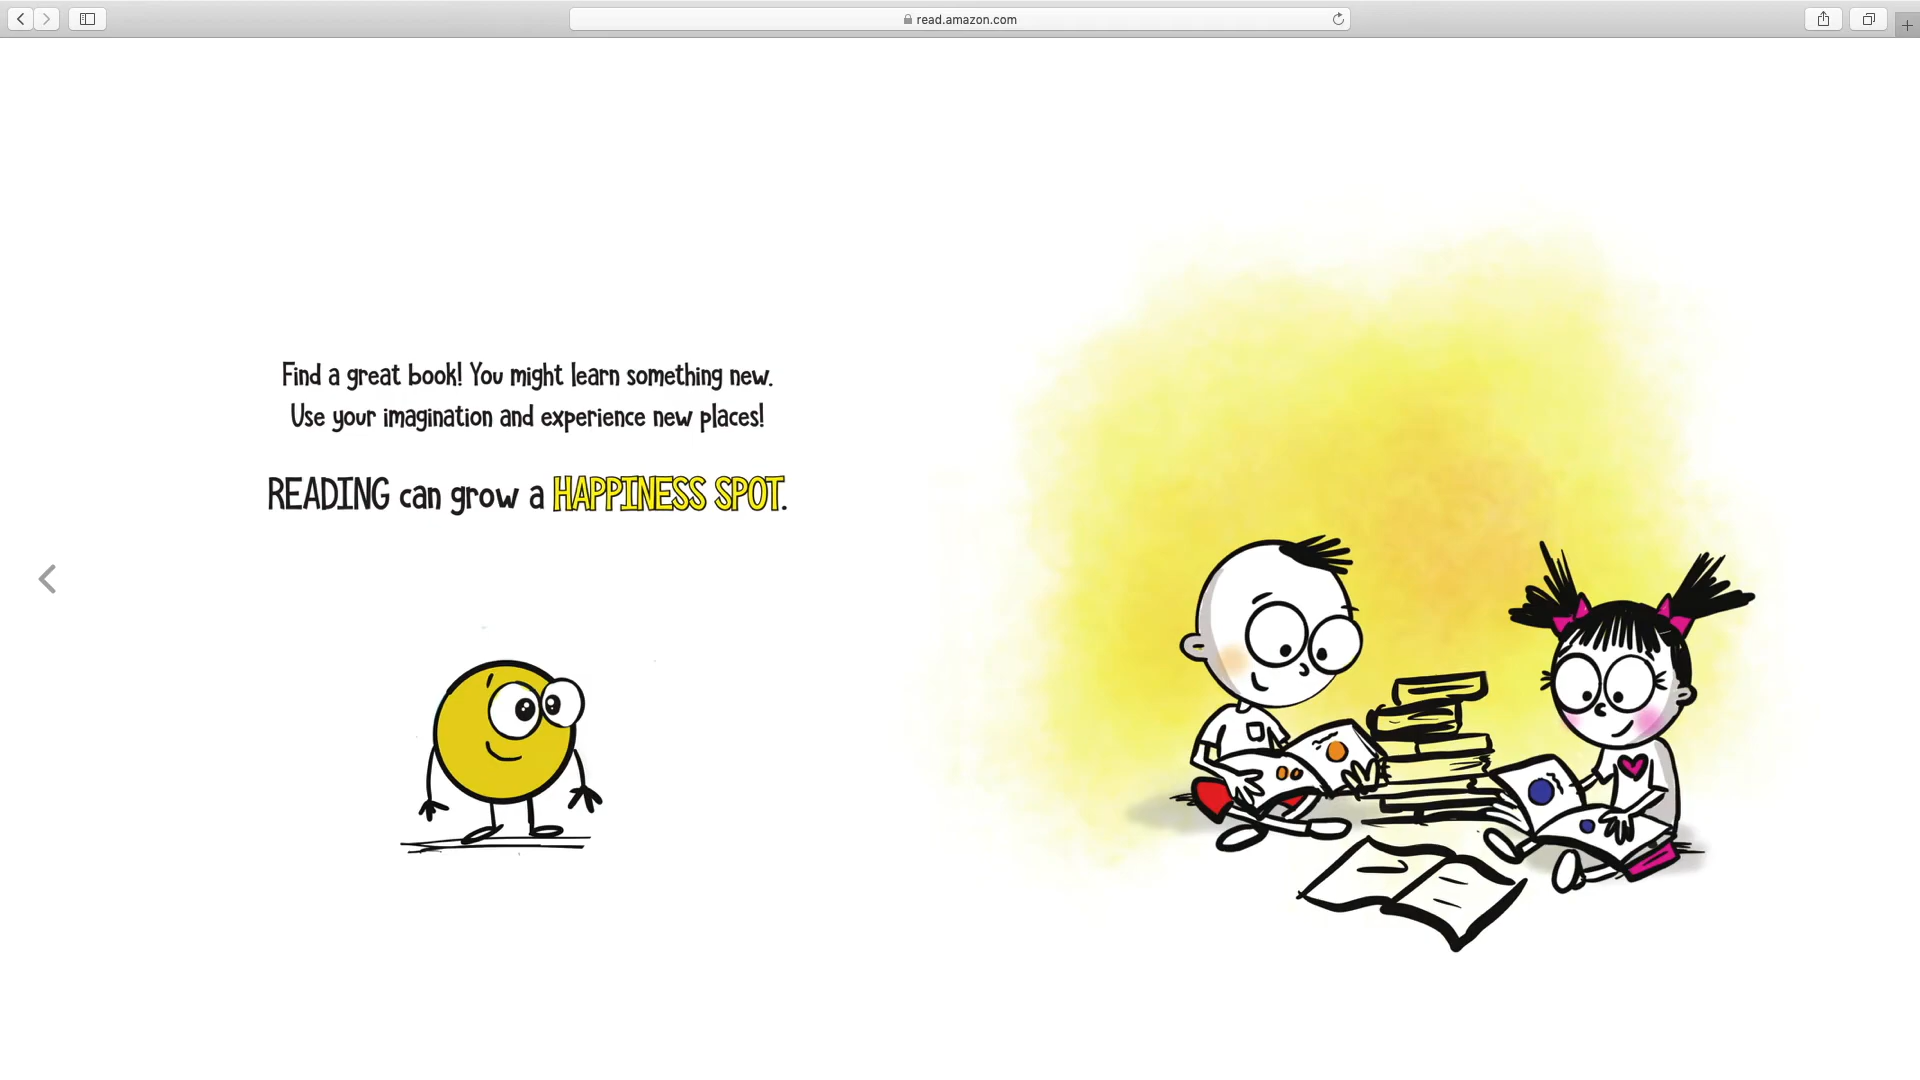 read.amazon.com
Find a great book! You might learn something new.
Use your imagination and experience new places!
READING can grow a HAPPINESS SPOT.